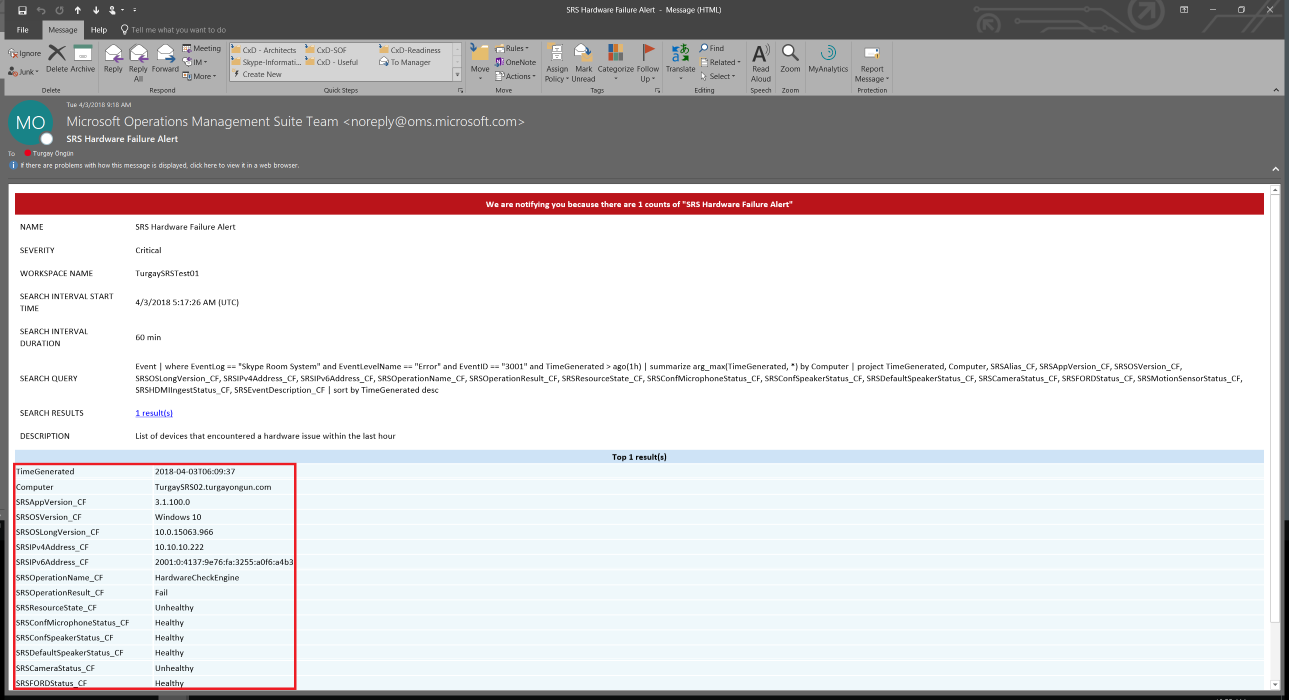 SRS Hardware Failure Alert - Message (HTML)
File Message Help Tell me what you want to do
Ignore
Junk
Delete Archive
Reply Reply All Forward
Meeting
IM
More
CxD - Architects CxD-SOF CxD-Readiness
Skype-Informati... CxD - Useful To Manager
Create New
Move
Rules
OneNote
Actions
Assign Policy Mark Unread Categorize Follow Up
Translate
Find
Related
Select
Read Aloud
Zoom
MyAnalytics
Report Message
Delete Respond Quick Steps Move Tags Editing Speech Zoom Protection
Tue 4/3/2018 9:18 AM
MO
Microsoft Operations Management Suite Team <noreply@oms.microsoft.com>
SRS Hardware Failure Alert
To Turgay Ongun
If there are problems with how this message is displayed, click here to view it in a web browser.
We are notifying you because there are 1 counts of "SRS Hardware Failure Alert"
NAME SRS Hardware Failure Alert
SEVERITY Critical
WORKSPACE NAME TurgaySRSTest01
SEARCH INTERVAL START
TIME
4/3/2018 5:17:26 AM (UTC)
SEARCH INTERVAL
DURATION
60 min
SEARCH QUERY
Event | where EventLog == "Skype Room System" and EventLevelName == "Error" and EventID == "3001" and TimeGenerated > ago(1h) | summarize arg_max(TimeGenerated, *) by Computer | project TimeGenerated, Computer, SRSAlias_CF, SRSAppVersion_CF, SRSOSVersion_CF,
SRSOSLongVersion_CF, SRSIPv4Address_CF, SRSIPv6Address_CF, SRSOperationName_CF, SRSOperationResult_CF, SRSResourceState_CF, SRSConfMicrophoneStatus_CF, SRSConfSpeakerStatus_CF, SRSDefaultSpeakerStatus_CF, SRSCameraStatus_CF, SRSFORDStatus_CF, SRSMotionSensorStatus_CF,
SRSHDMIIngestStatus_CF, SRSEventDescription_CF | sort by TimeGenerated desc
SEARCH RESULTS 1 result(s)
DESCRIPTION List of devices that encountered a hardware issue within the last hour
Top 1 result(s)
TimeGenerated 2018-04-03T06:09:37
Computer TurgaySRS02.turgayongun.com
SRSAppVersion_CF 3.1.100.0
SRSOSVersion_CF Windows 10
SRSOSLongVersion_CF 10.0.15063.966
SRSIPv4Address_CF 10.10.10.222
SRSIPv6Address_CF 2001:0:4137:9e76:fa:3255:a0f6:a4b3
SRSOperationName_CF HardwareCheckEngine
SRSOperationResult_CF Fail
SRSResourceState_CF Unhealthy
SRSConfMicrophoneStatus_CF Healthy
SRSConfSpeakerStatus_CF Healthy
SRSDefaultSpeakerStatus_CF Healthy
SRSCameraStatus_CF Unhealthy
SRSFORDStatus_CF Healthy